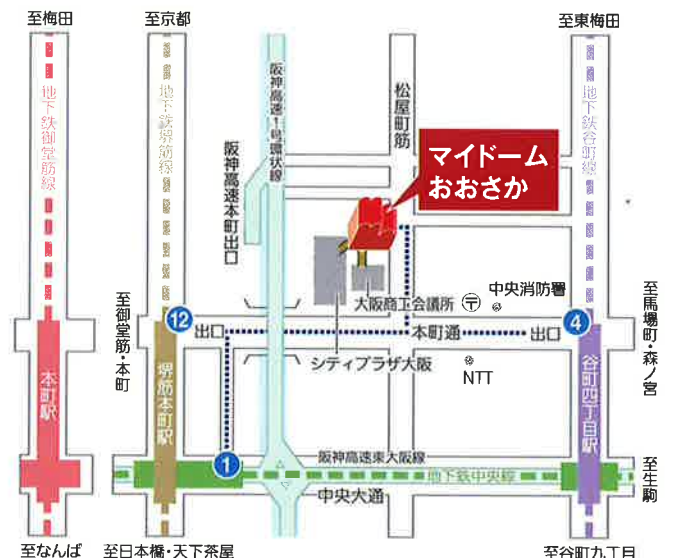 至梅田
至京都
至東梅田
地下鉄御堂筋線
地下鉄堺筋線
阪神高速1号環状線
松屋町筋
地下鉄谷町線
阪神高速本町出口
マイドーム
おおさか
大阪商工会議所
〒
中央消防署
至馬場町・森ノ宮
至御堂筋・本町
12
出口
本町通
出口
4
シティプラザ大阪
NTT
本町駅
堺筋本町駅
谷町四丁目駅
1
阪神高速東大阪線
地下鉄中央線
中央大通
至生駒
至なんば
至日本橋・天下茶屋
至谷町九丁目